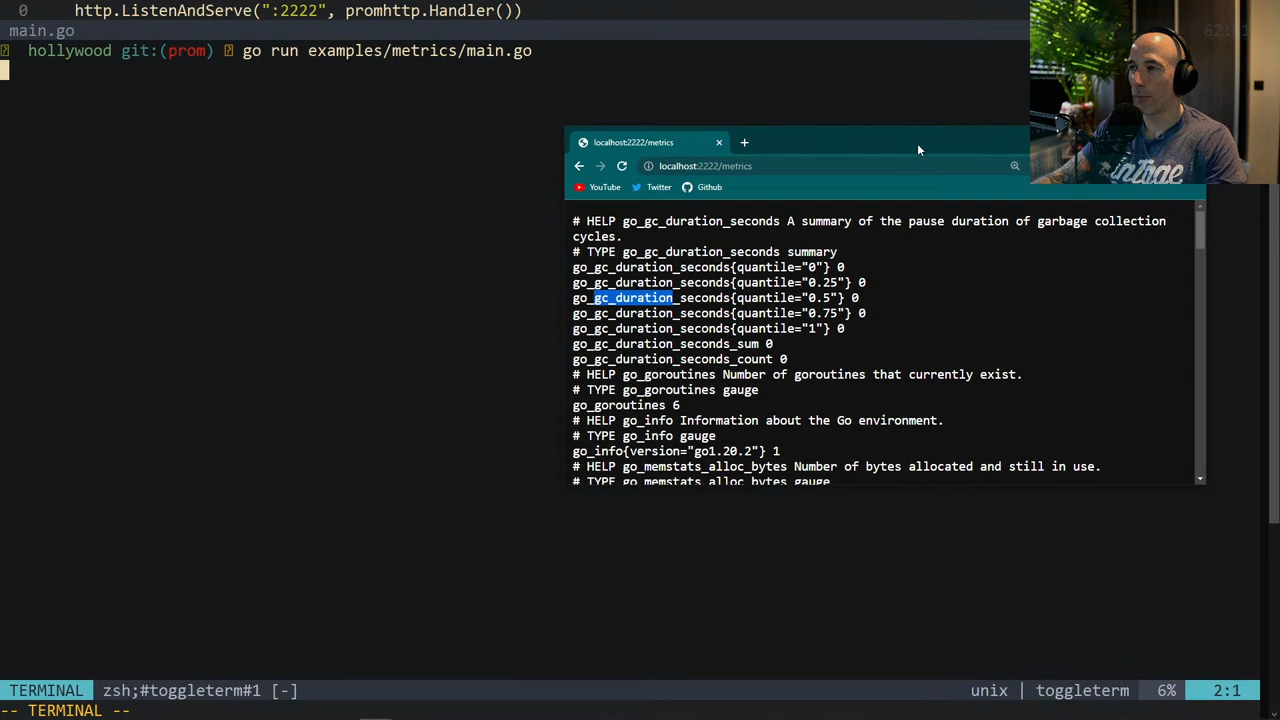 0 http.ListenAndServe(":2222", promhttp.Handler())
main.go
hollywood git:(prom) go run examples/metrics/main.go
localhost:2222/metrics
localhost:2222/metrics
YouTube Twitter Github
# HELP go_gc_duration_seconds A summary of the pause duration of garbage collection
cycles.
# TYPE go_gc_duration_seconds summary
go_gc_duration_seconds{quantile="0"} 0
go_gc_duration_seconds{quantile="0.25"} 0
go_gc_duration_seconds{quantile="0.5"} 0
go_gc_duration_seconds{quantile="0.75"} 0
go_gc_duration_seconds{quantile="1"} 0
go_gc_duration_seconds_sum 0
go_gc_duration_seconds_count 0
# HELP go_goroutines Number of goroutines that currently exist.
# TYPE go_goroutines gauge
go_goroutines 6
# HELP go_info Information about the Go environment.
# TYPE go_info gauge
go_info{version="go1.20.2"} 1
# HELP go_memstats_alloc_bytes Number of bytes allocated and still in use.
# TYPE go_memstats_alloc_bytes gauge
TERMINAL zsh;#toggleterm#1 [-] unix | toggleterm 6% 2:1
-- TERMINAL --